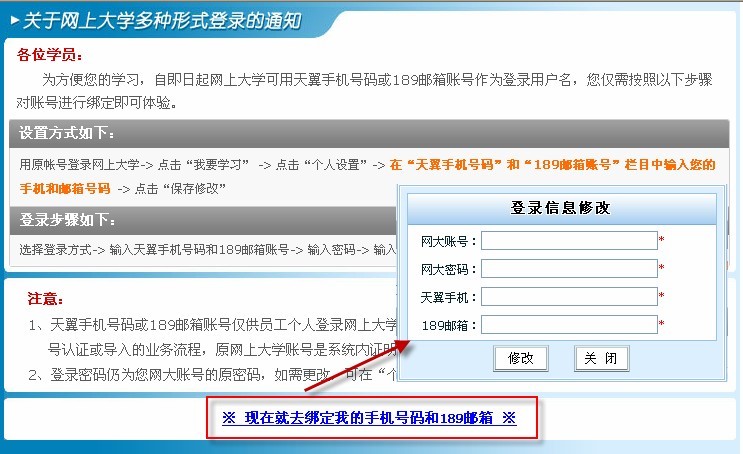 关于网上大学多种形式登录的通知
各位学员：
为方便您的学习，自即日起网上大学可用天翼手机号码或189邮箱账号作为登录用户名，您仅需按照以下步骤
对账号进行绑定即可体验。
设置方式如下：
用原帐号登录网上大学-> 点击“我要学习” -> 点击“个人设置”-> 在“天翼手机号码”和“189邮箱账号”栏目中输入您的
手机和邮箱号码 -> 点击“保存修改”
登录步骤如下：
选择登录方式-> 输入天翼手机号码和189邮箱账号-> 输入密码-> 输入
注意：
1、天翼手机号码或189邮箱账号仅供员工个人登录网上大学
号认证或导入的业务流程，原网上大学账号是系统内证明
2、登录密码仍为您网大账号的原密码，如需更改，可在“个
登录信息修改
网大账号：*
网大密码：*
天翼手机：*
189邮箱：*
修改 关 闭
※ 现在就去绑定我的手机号码和189邮箱 ※